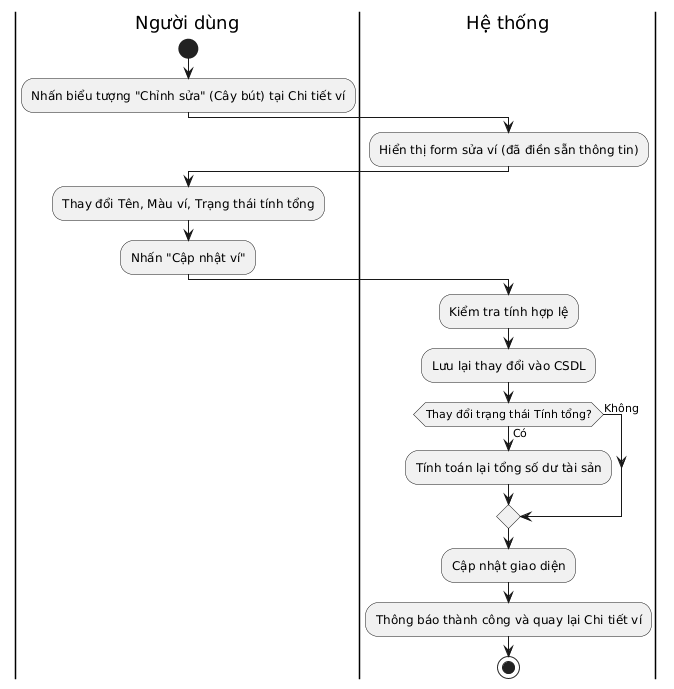 Người dùng
Hệ thống
Nhấn biểu tượng "Chỉnh sửa" (Cây bút) tại Chi tiết ví
Hiển thị form sửa ví (đã điền sẵn thông tin)
Thay đổi Tên, Màu ví, Trạng thái tính tổng
Nhấn "Cập nhật ví"
Kiểm tra tính hợp lệ
Lưu lại thay đổi vào CSDL
Thay đổi trạng thái Tính tổng?
Không
Có
Tính toán lại tổng số dư tài sản
Cập nhật giao diện
Thông báo thành công và quay lại Chi tiết ví